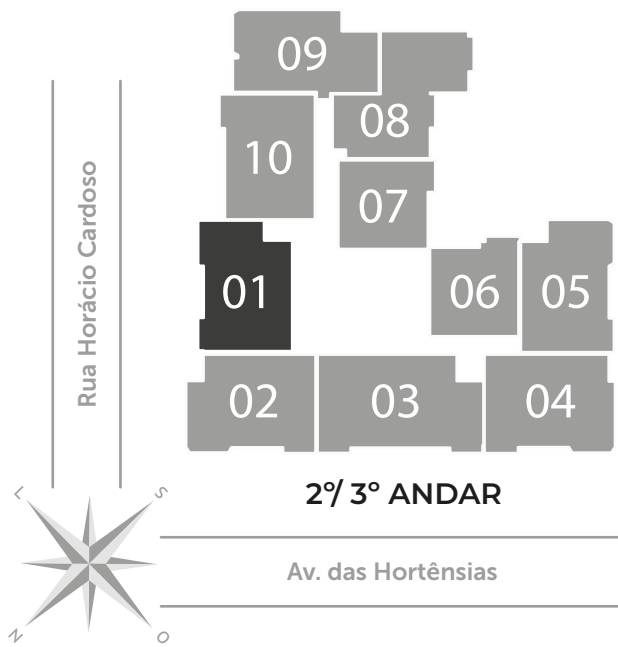 09
08
10
07
Rua Horácio Cardoso
01
06
05
02
03
04
2º/ 3º ANDAR
L
S
Av. das Hortênsias
N
O